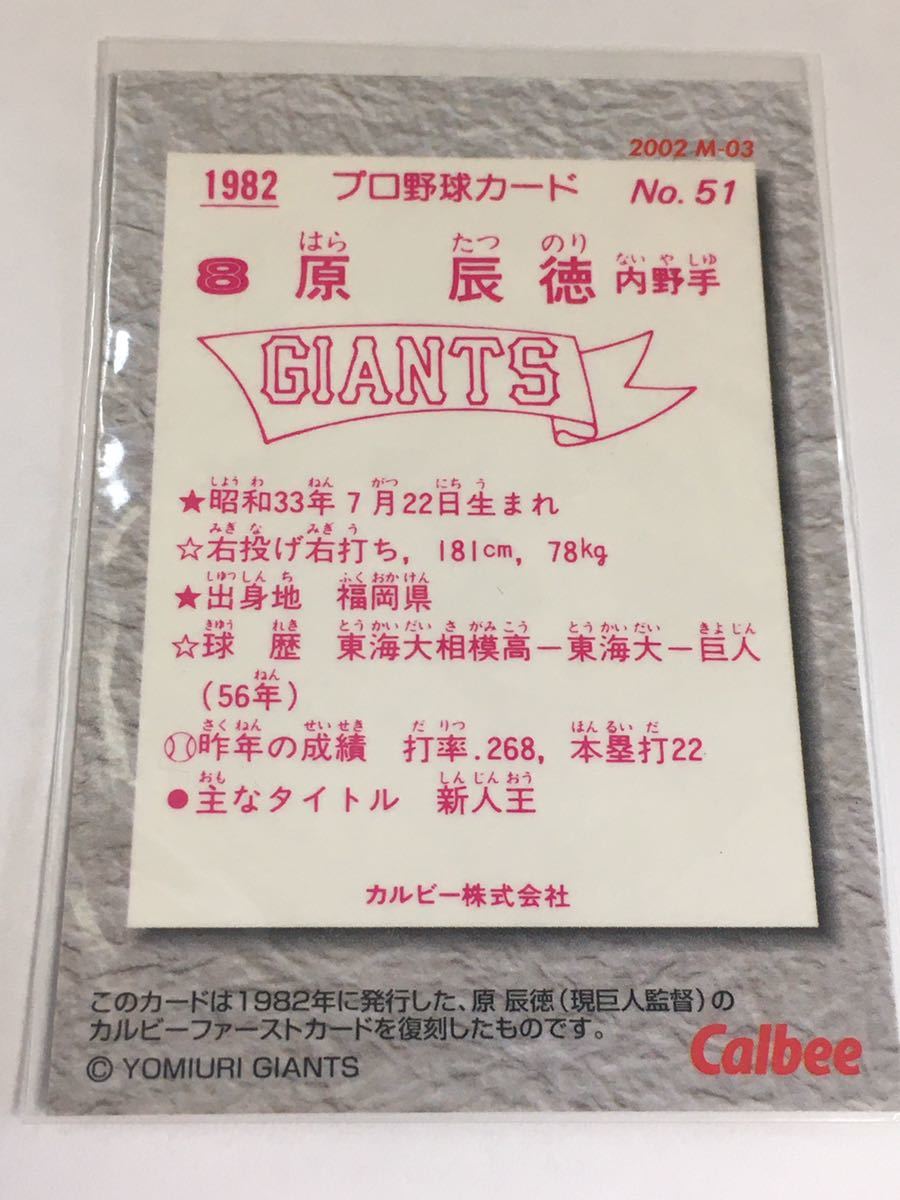 2002 M-03
1982 プロ野球カード No. 51
はら たつ のり ない や しゆ
8 原 辰 徳 内野手
GIANTS
しよう わ ねん がつ にち う
★昭和33年7月22日生まれ
みぎ な みぎ う
☆右投げ右打ち, 181cm, 78kg
しゆつ しん ち ふく おか けん
★出身地 福岡県
きゆう れき とう かい だい さ がみ こう とう かい だい きよ じん
☆球 歴 東海大相模高－東海大－巨人
ねん
(56年)
さく ねん せい せき だ りつ ほん るい だ
昨年の成績 打率.268, 本塁打22
おも しん じん おう
●主なタイトル 新人王
カルビー株式会社
このカードは1982年に発行した、原 辰徳(現巨人監督)の
カルビーファーストカードを復刻したものです。
© YOMIURI GIANTS
Calbee